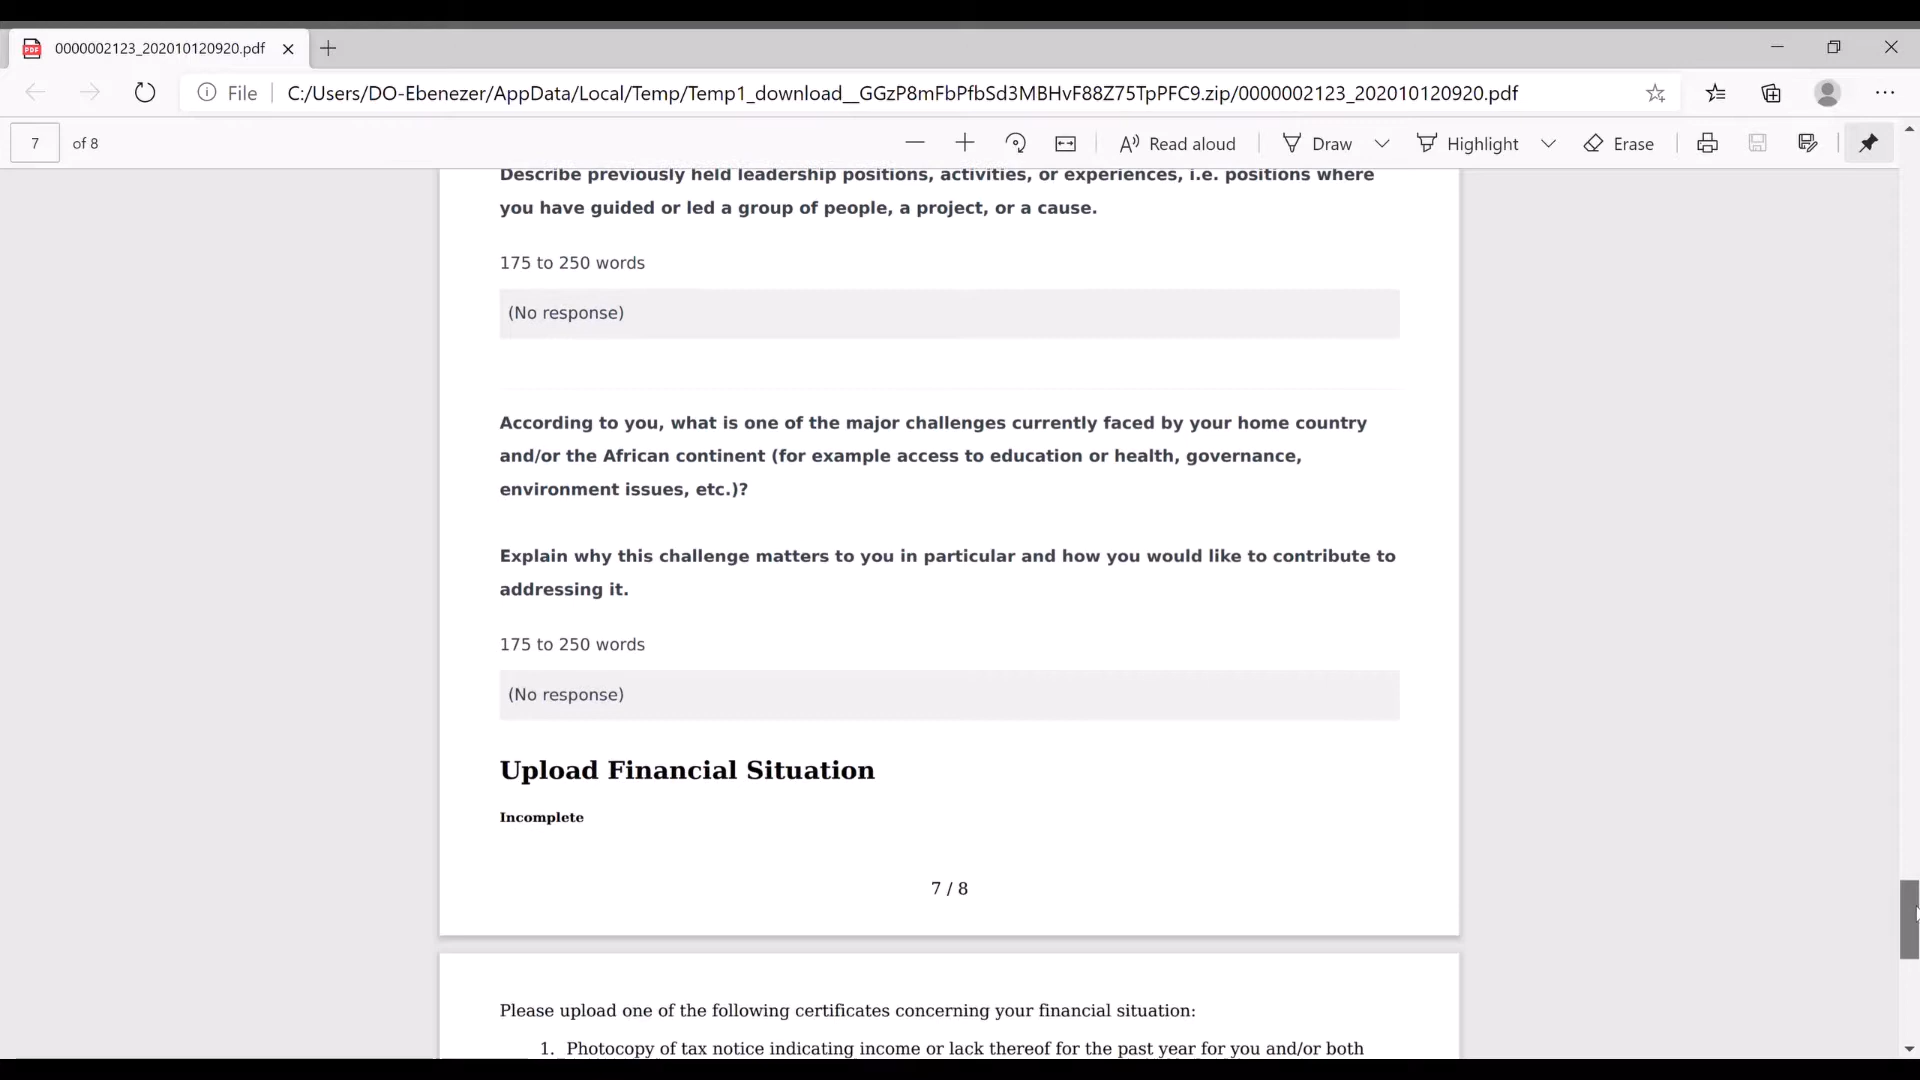 0000002123_202010120920.pdf
File
C:/Users/DO-Ebenezer/AppData/Local/Temp/Temp1_download__GGzP8mFbPfbSd3MBHvF88Z75TpPFC9.zip/0000002123_202010120920.pdf
7 of 8
Read aloud
Draw
Highlight
Erase
Describe previously held leadership positions, activities, or experiences, i.e. positions where
you have guided or led a group of people, a project, or a cause.
175 to 250 words
(No response)
According to you, what is one of the major challenges currently faced by your home country
and/or the African continent (for example access to education or health, governance,
environment issues, etc.)?
Explain why this challenge matters to you in particular and how you would like to contribute to
addressing it.
175 to 250 words
(No response)
Upload Financial Situation
Incomplete
7 / 8
Please upload one of the following certificates concerning your financial situation:
1. Photocopy of tax notice indicating income or lack thereof for the past year for you and/or both